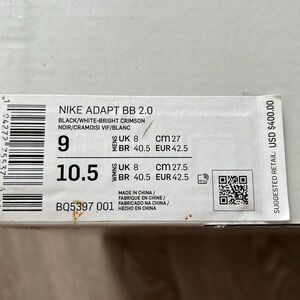 NIKE ADAPT BB 2.0
BLACK/WHITE-BRIGHT CRIMSON
NOIR/CRAMOISI VIF/BLANC
9 MENS UK 8 CM 27
BR 40.5 EUR 42.5
10.5 WMNS UK 8 CM 27.5
BR 40.5 EUR 42.5
BQ5397 001
MADE IN CHINA /
FABRIQUE EN CHINE /
FABRICADO NA CHINA /
HECHO EN CHINA
SUGGESTED RETAIL: USD $400.00